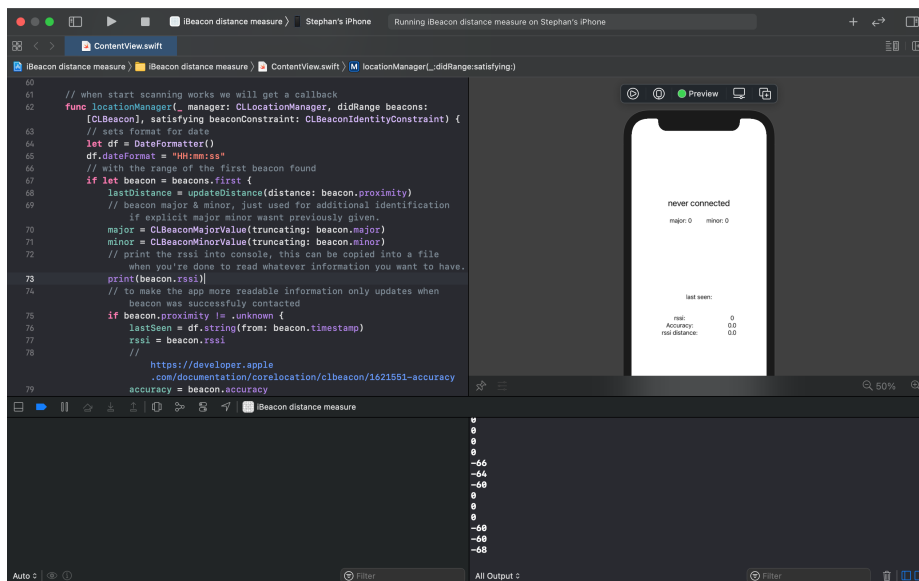 iBeacon distance measure 〉 Stephan's iPhone
Running iBeacon distance measure on Stephan's iPhone
ContentView.swift
iBeacon distance measure 〉 iBeacon distance measure 〉 ContentView.swift 〉 M locationManager(_:didRange:satisfying:)
60
61 // when start scanning works we will get a callback
62 func locationManager(_ manager: CLLocationManager, didRange beacons:
[CLBeacon], satisfying beaconConstraint: CLBeaconIdentityConstraint) {
63 // sets format for date
64 let df = DateFormatter()
65 df.dateFormat = "HH:mm:ss"
66 // with the range of the first beacon found
67 if let beacon = beacons.first {
68 lastDistance = updateDistance(distance: beacon.proximity)
69 // beacon major & minor, just used for additional identification
if explicit major minor wasnt previously given.
70 major = CLBeaconMajorValue(truncating: beacon.major)
71 minor = CLBeaconMinorValue(truncating: beacon.minor)
72 // print the rssi into console, this can be copied into a file
when you're done to read whatever information you want to have.
73 print(beacon.rssi)
74 // to make the app more readable information only updates when
beacon was successfuly contacted
75 if beacon.proximity != .unknown {
76 lastSeen = df.string(from: beacon.timestamp)
77 rssi = beacon.rssi
78 //
https://developer.apple
.com/documentation/corelocation/clbeacon/1621551-accuracy
79 accuracy = beacon.accuracy
Preview
never connected
major: 0 minor: 0
last seen:
rssi: 0
Accuracy: 0.0
rssi distance: 0.0
50%
iBeacon distance measure
0
0
0
0
-66
-64
-60
0
0
0
-60
-60
-68
Auto
Filter
All Output
Filter